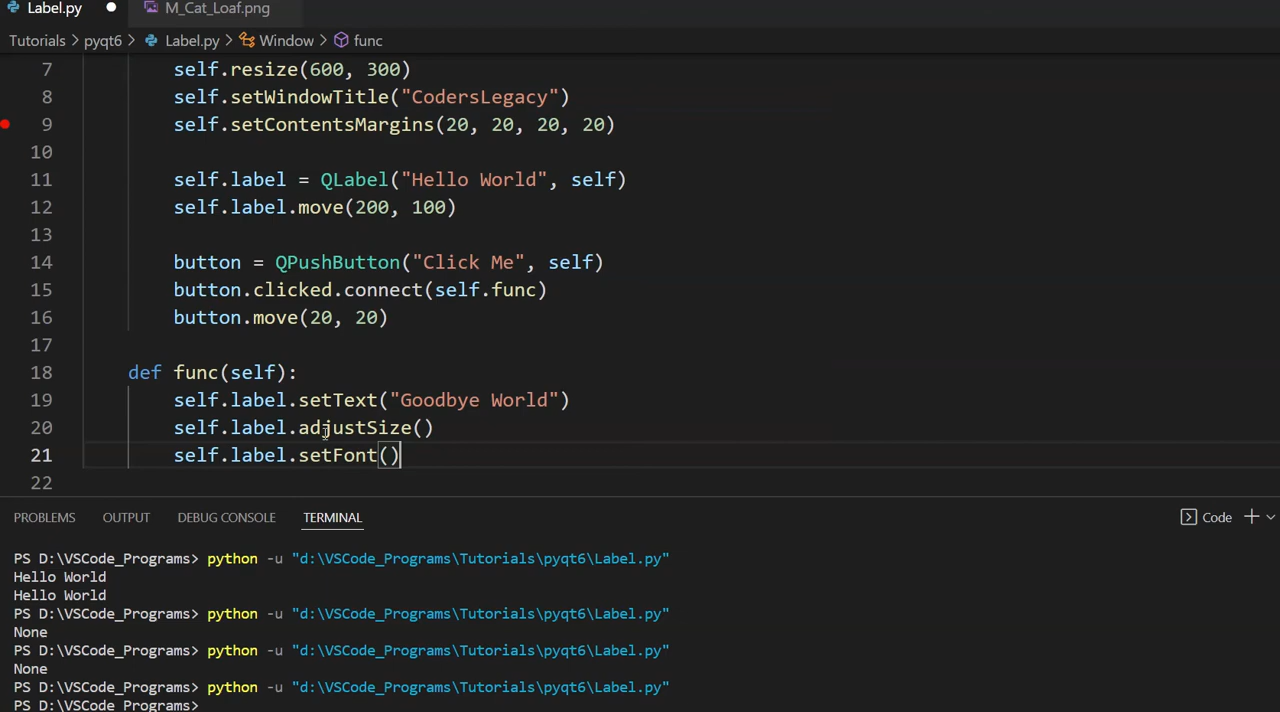 Label.py M_Cat_Loaf.png
Tutorials > pyqt6 > Label.py > Window > func
7 self.resize(600, 300)
8 self.setWindowTitle("CodersLegacy")
9 self.setContentsMargins(20, 20, 20, 20)
10
11 self.label = QLabel("Hello World", self)
12 self.label.move(200, 100)
13
14 button = QPushButton("Click Me", self)
15 button.clicked.connect(self.func)
16 button.move(20, 20)
17
18 def func(self):
19 self.label.setText("Goodbye World")
20 self.label.adjustSize()
21 self.label.setFont()
22
PROBLEMS OUTPUT DEBUG CONSOLE TERMINAL Code
PS D:\VSCode_Programs> python -u "d:\VSCode_Programs\Tutorials\pyqt6\Label.py"
Hello World
Hello World
PS D:\VSCode_Programs> python -u "d:\VSCode_Programs\Tutorials\pyqt6\Label.py"
None
PS D:\VSCode_Programs> python -u "d:\VSCode_Programs\Tutorials\pyqt6\Label.py"
None
PS D:\VSCode_Programs> python -u "d:\VSCode_Programs\Tutorials\pyqt6\Label.py"
PS D:\VSCode_Programs>